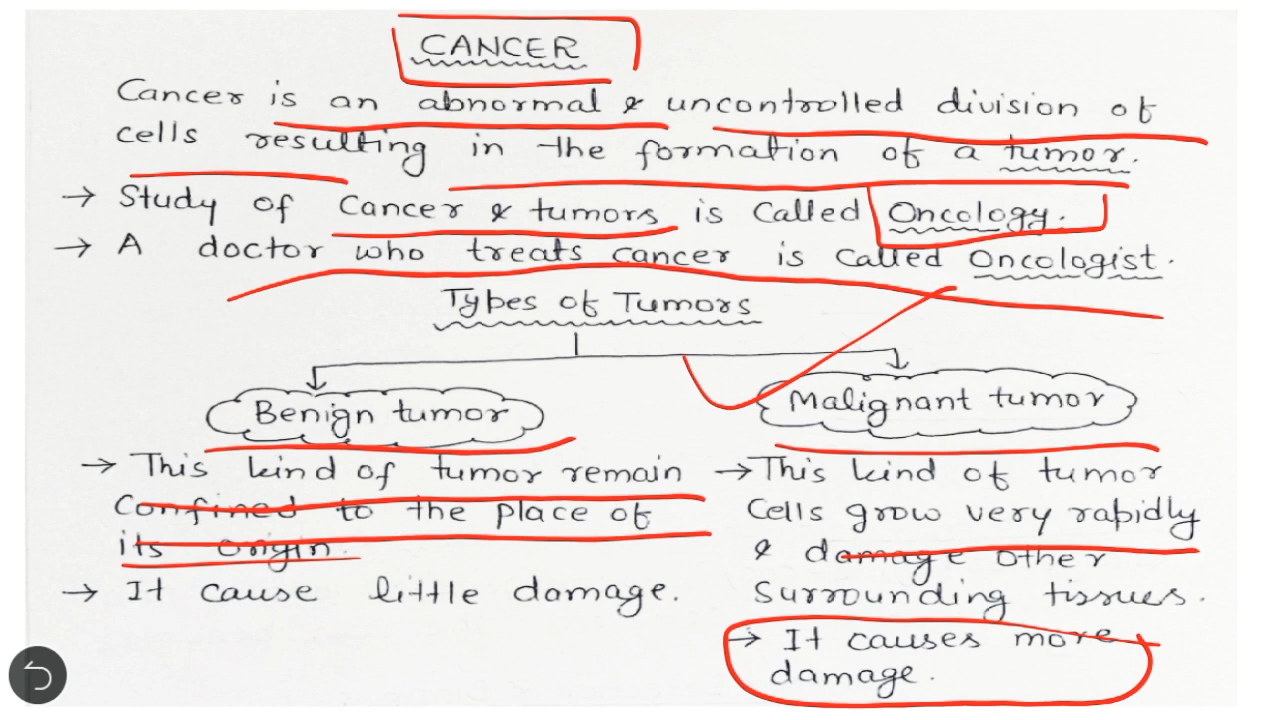 CANCER
Cancer is an abnormal & uncontrolled division of
cells resulting in the formation of a tumor.
→ Study of Cancer & tumors is Called Oncology.
→ A doctor who treats cancer is Called Oncologist.
Types of Tumors
Benign tumor
Malignant tumor
→ This kind of tumor remain
Confined to the place of
its origin.
→ It cause little damage.
→ This kind of tumor
Cells grow very rapidly
& damage other
Surrounding tissues.
→ It causes more
damage.